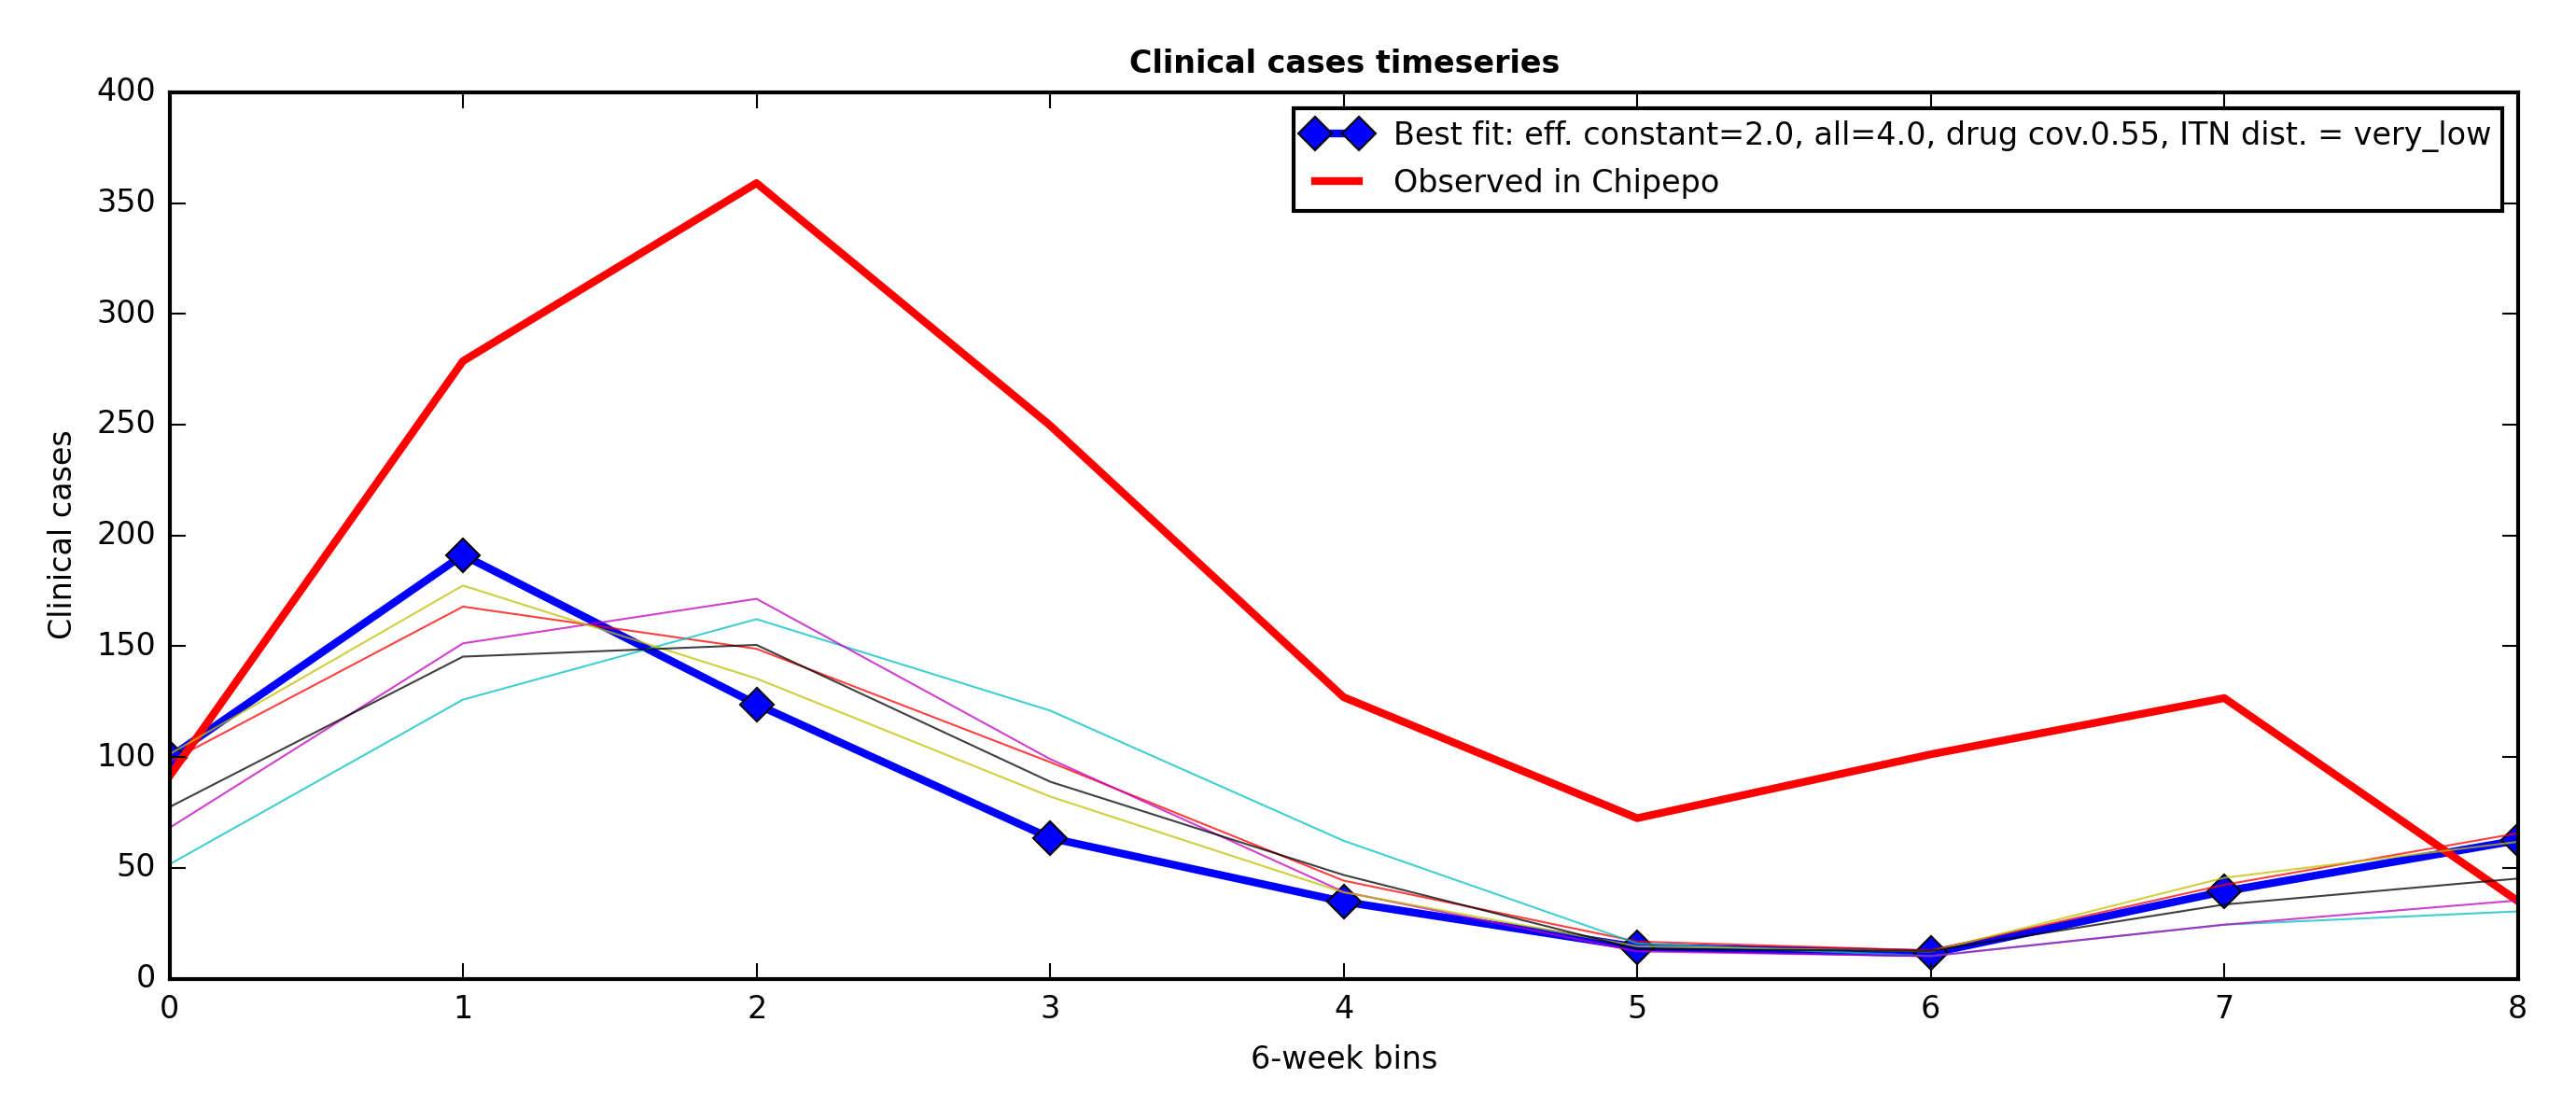 Clinical cases timeseries
400
350
300
250
200
150
100
50
0
Clinical cases
Best fit: eff. constant=2.0, all=4.0, drug cov.0.55, ITN dist. = very_low
Observed in Chipepo
0 1 2 3 4 5 6 7 8
6-week bins